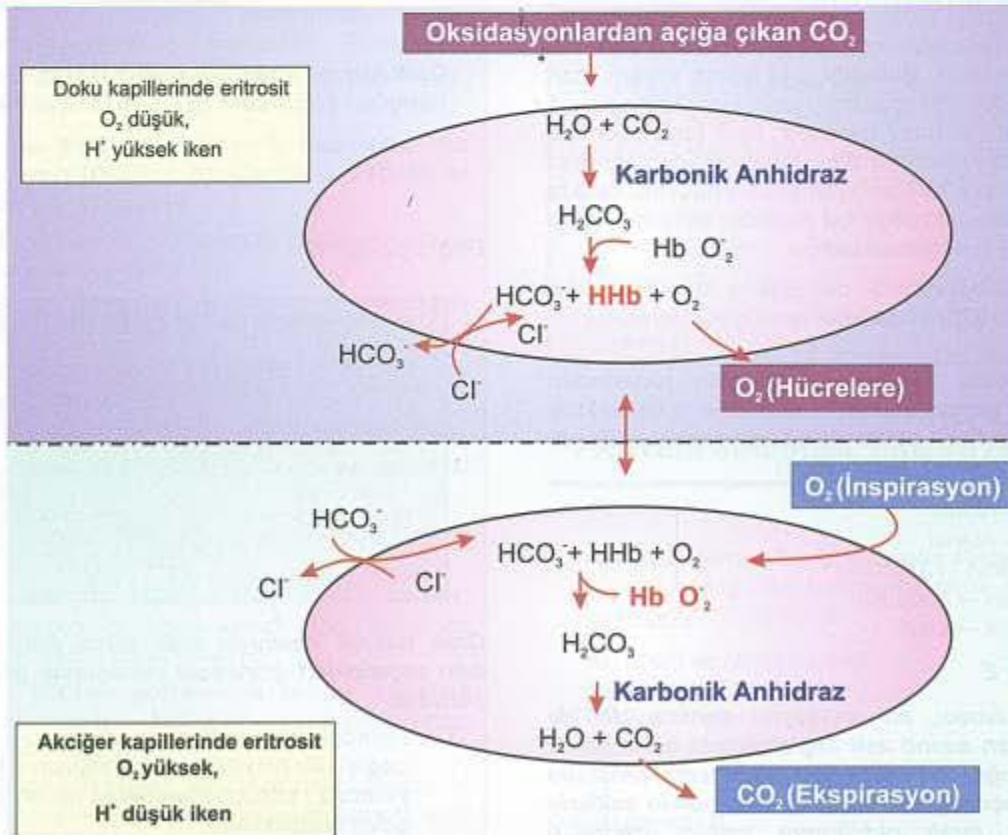 Oksidasyonlardan açığa çıkan CO₂
Doku kapillerinde eritrosit
O₂ düşük,
H⁺ yüksek iken
H₂O + CO₂
Karbonik Anhidraz
H₂CO₃
Hb O₂⁻
HCO₃⁻ + HHb + O₂
Cl⁻
HCO₃⁻
Cl⁻
O₂ (Hücrelere)
O₂ (İnspirasyon)
HCO₃⁻
HCO₃⁻ + HHb + O₂
Cl⁻
Cl⁻
Hb O₂⁻
H₂CO₃
Karbonik Anhidraz
H₂O + CO₂
Akciğer kapillerinde eritrosit
O₂ yüksek,
H⁺ düşük iken
CO₂ (Ekspirasyon)